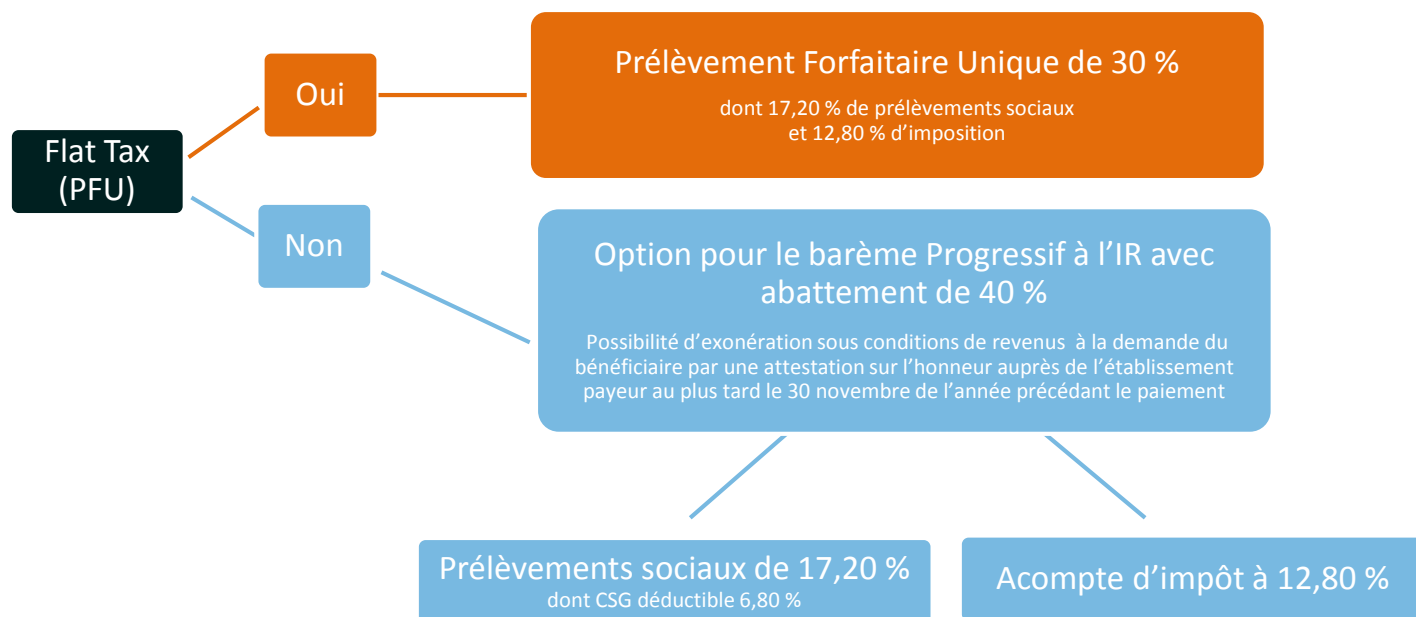 Flat Tax
(PFU)
Oui
Prélèvement Forfaitaire Unique de 30 %
dont 17,20 % de prélèvements sociaux
et 12,80 % d’imposition
Non
Option pour le barème Progressif à l’IR avec
abattement de 40 %
Possibilité d’exonération sous conditions de revenus à la demande du
bénéficiaire par une attestation sur l’honneur auprès de l’établissement
payeur au plus tard le 30 novembre de l’année précédant le paiement
Prélèvements sociaux de 17,20 %
dont CSG déductible 6,80 %
Acompte d’impôt à 12,80 %